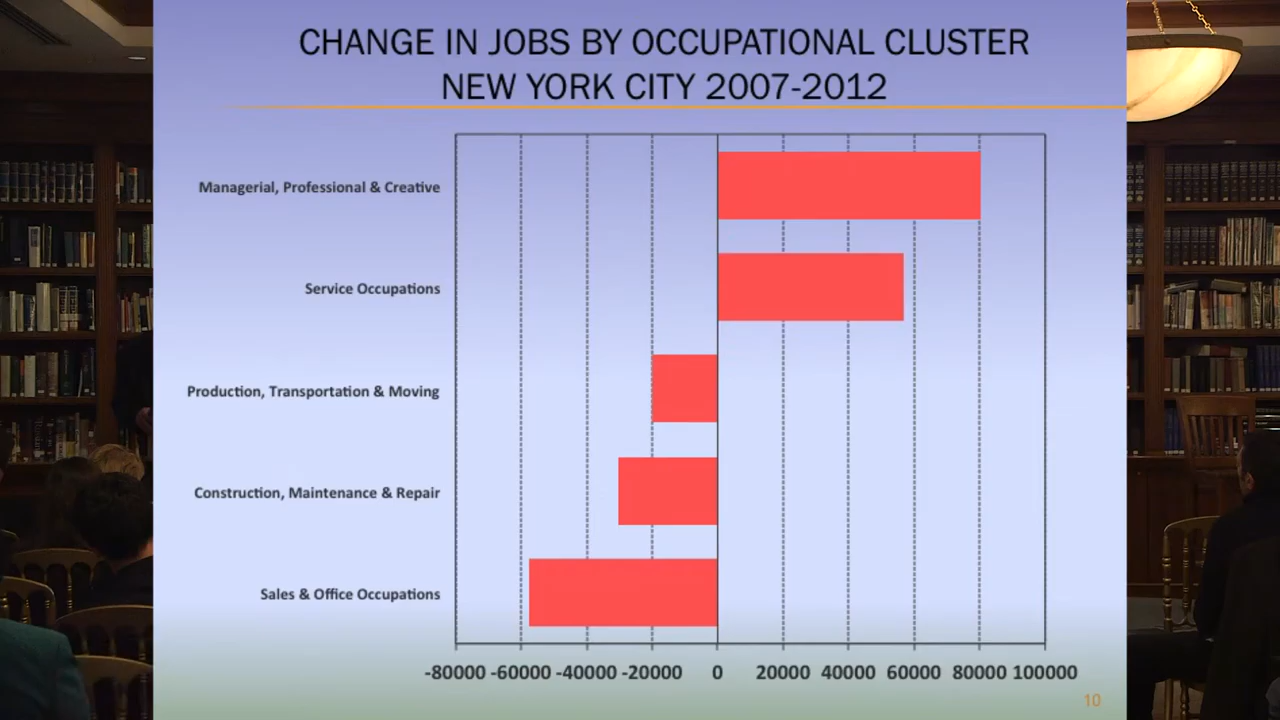 CHANGE IN JOBS BY OCCUPATIONAL CLUSTER
NEW YORK CITY 2007-2012
Managerial, Professional & Creative
Service Occupations
Production, Transportation & Moving
Construction, Maintenance & Repair
Sales & Office Occupations
-80000 -60000 -40000 -20000 0 20000 40000 60000 80000 100000
10